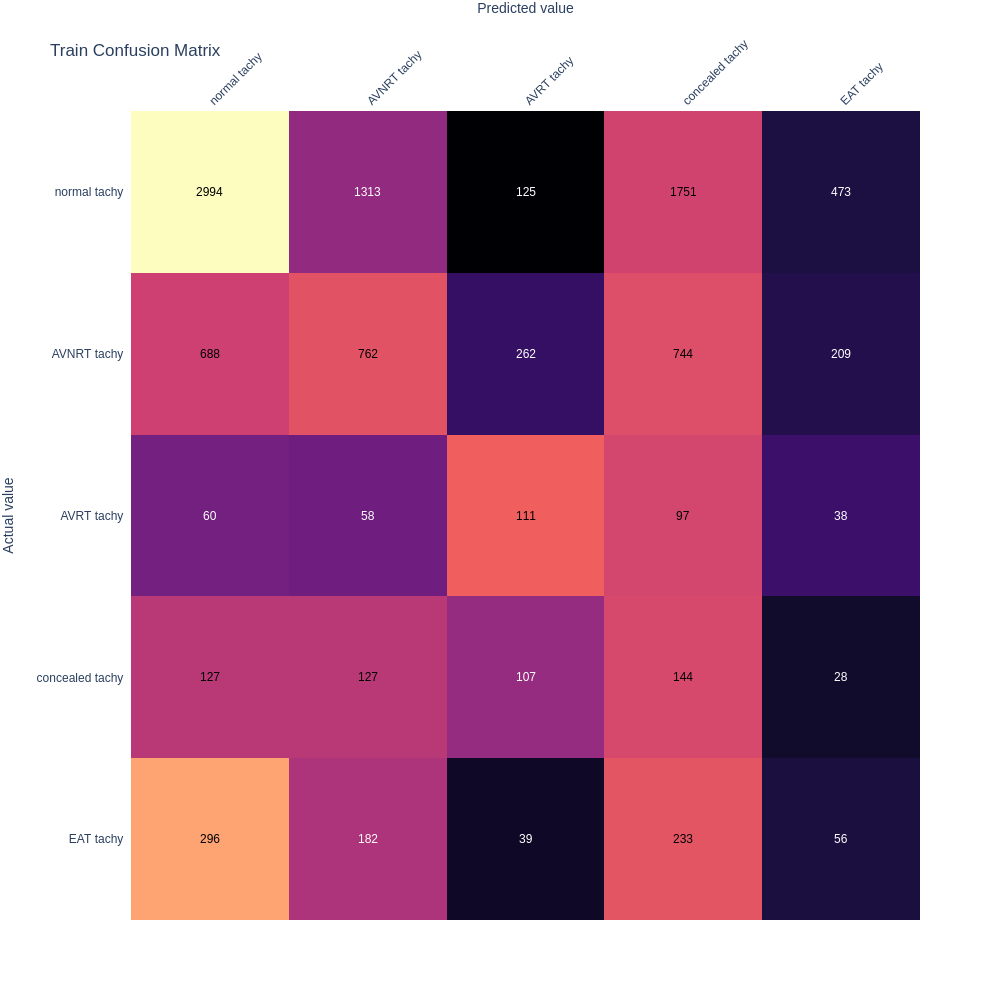 Predicted value
Train Confusion Matrix
normal tachy AVNRT tachy AVRT tachy concealed tachy EAT tachy
normal tachy 2994 1313 125 1751 473
AVNRT tachy 688 762 262 744 209
Actual value
AVRT tachy 60 58 111 97 38
concealed tachy 127 127 107 144 28
EAT tachy 296 182 39 233 56